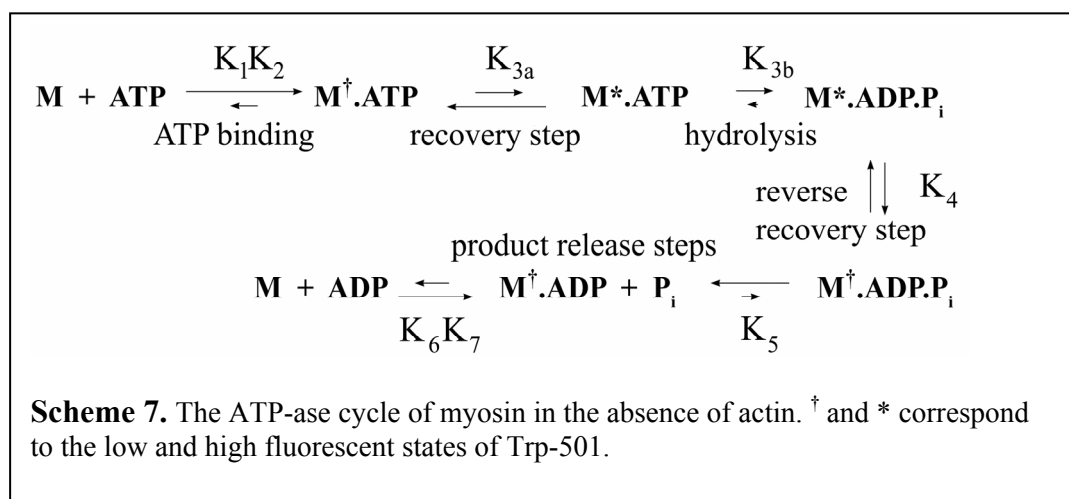 K₁K₂ K₃ₐ K₃b
M + ATP M†.ATP M*.ATP M*.ADP.Pᵢ
ATP binding recovery step hydrolysis
reverse K₄
recovery step
product release steps
M + ADP M†.ADP + Pᵢ M†.ADP.Pᵢ
K₆K₇ K₅
Scheme 7. The ATP-ase cycle of myosin in the absence of actin. † and * correspond
to the low and high fluorescent states of Trp-501.